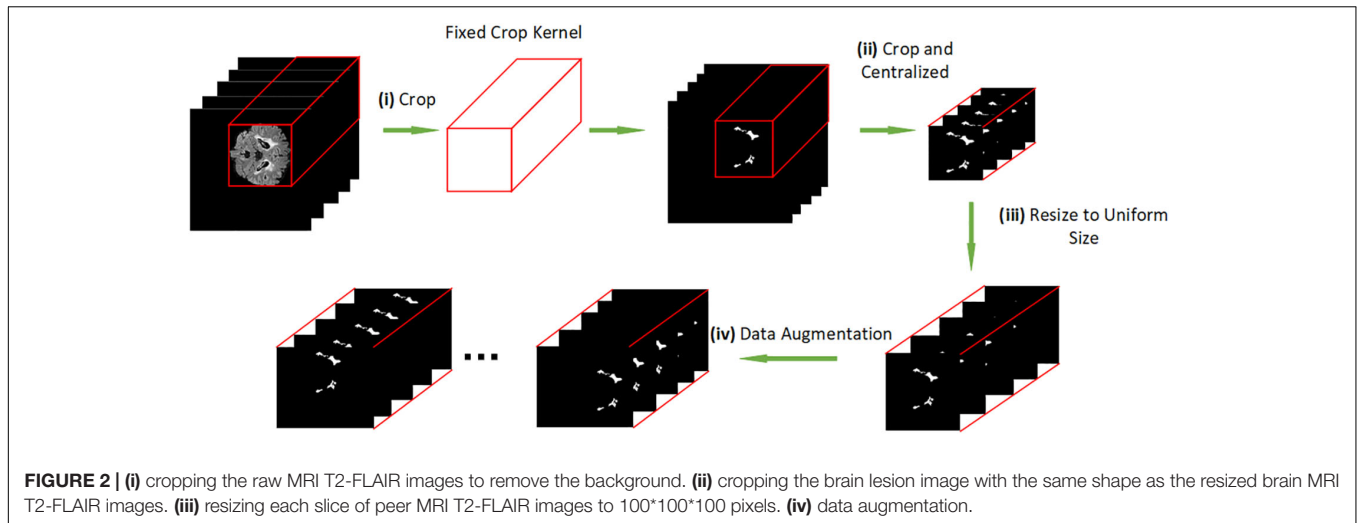 Fixed Crop Kernel
(i) Crop
(ii) Crop and
Centralized
(iii) Resize to Uniform
Size
(iv) Data Augmentation
...
FIGURE 2 | (i) cropping the raw MRI T2-FLAIR images to remove the background. (ii) cropping the brain lesion image with the same shape as the resized brain MRI
T2-FLAIR images. (iii) resizing each slice of peer MRI T2-FLAIR images to 100*100*100 pixels. (iv) data augmentation.